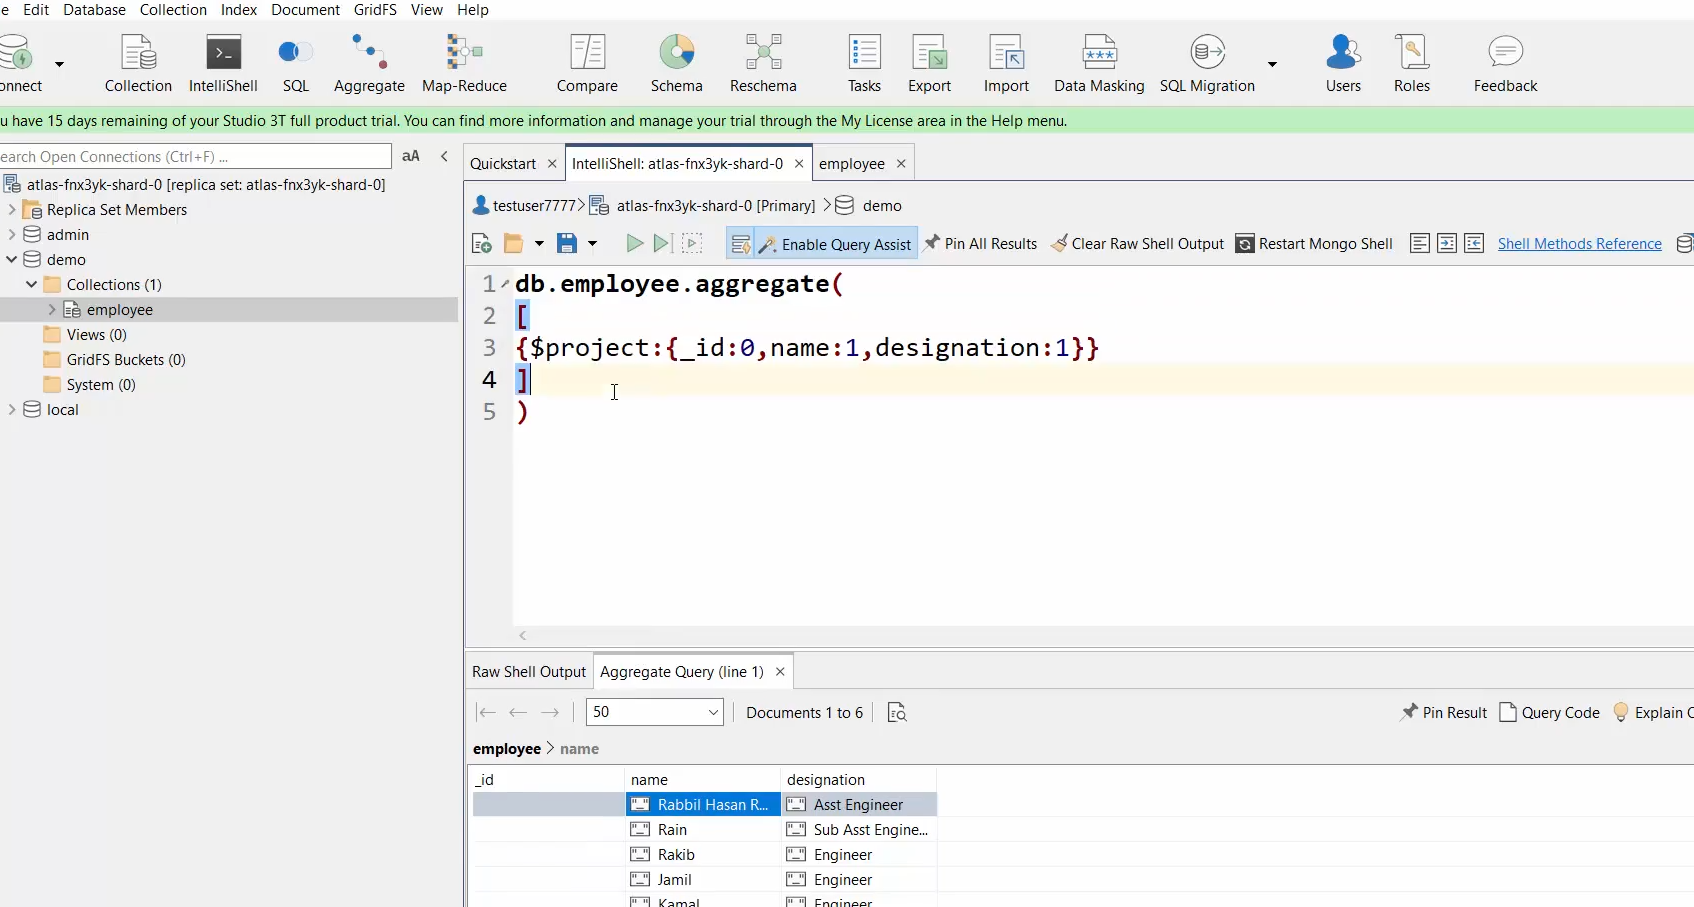 e Edit Database Collection Index Document GridFS View Help
onnect Collection IntelliShell SQL Aggregate Map-Reduce Compare Schema Reschema Tasks Export Import Data Masking SQL Migration Users Roles Feedback
u have 15 days remaining of your Studio 3T full product trial. You can find more information and manage your trial through the My License area in the Help menu.
earch Open Connections (Ctrl+F) ... aA
atlas-fnx3yk-shard-0 [replica set: atlas-fnx3yk-shard-0]
Replica Set Members
admin
demo
Collections (1)
employee
Views (0)
GridFS Buckets (0)
System (0)
local
Quickstart IntelliShell: atlas-fnx3yk-shard-0 employee
testuser7777 atlas-fnx3yk-shard-0 [Primary] demo
Enable Query Assist Pin All Results Clear Raw Shell Output Restart Mongo Shell Shell Methods Reference
1 db.employee.aggregate(
2 [
3 {$project:{_id:0,name:1,designation:1}}
4 ]
5 )
Raw Shell Output Aggregate Query (line 1)
50 Documents 1 to 6 Pin Result Query Code Explain
employee > name
_id name designation
Rabbil Hasan R... Asst Engineer
Rain Sub Asst Engine...
Rakib Engineer
Jamil Engineer
Kamal Engineer